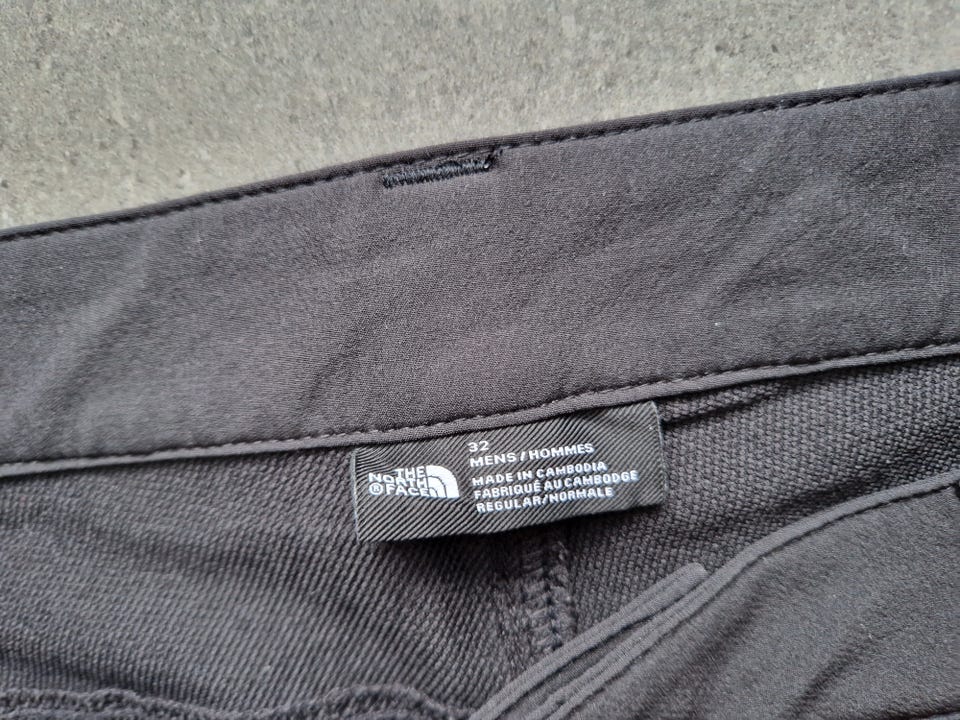 THE
NORTH
® FACE
32
MENS / HOMMES
MADE IN CAMBODIA
FABRIQUÉ AU CAMBODGE
REGULAR/NORMALE